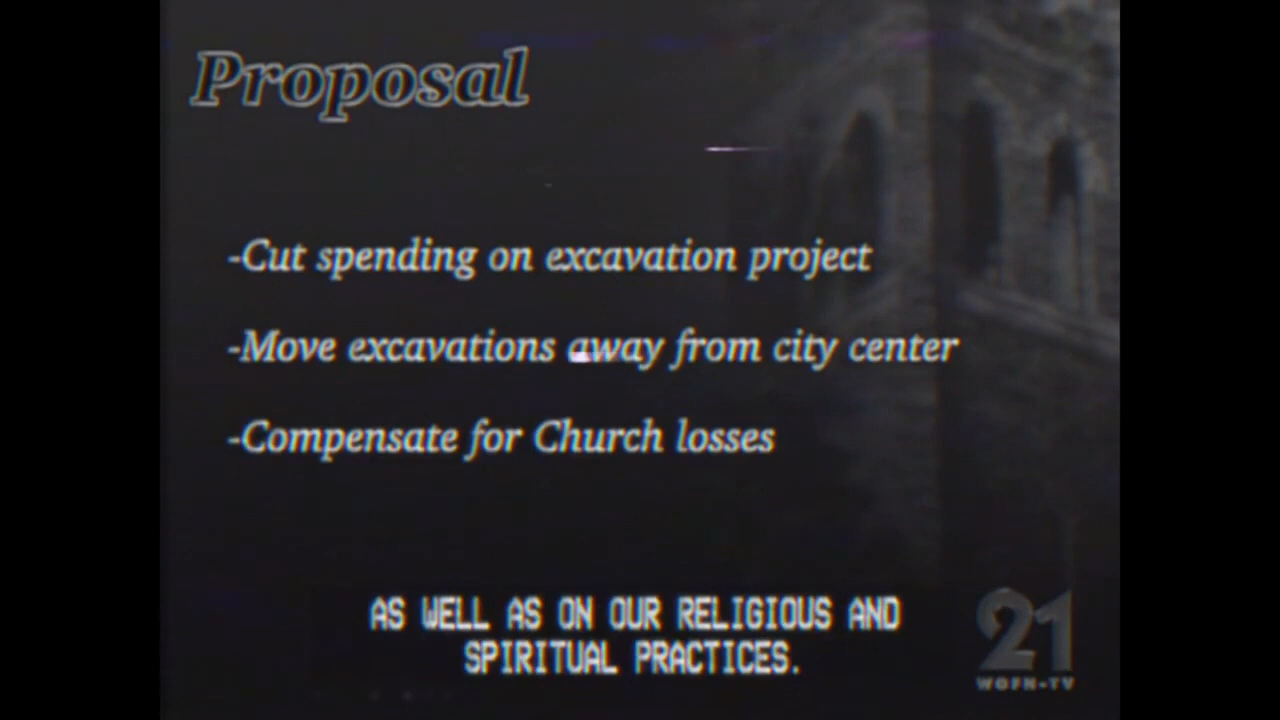 Proposal
-Cut spending on excavation project
-Move excavations away from city center
-Compensate for Church losses
AS WELL AS ON OUR RELIGIOUS AND
SPIRITUAL PRACTICES.
21
WGFN-TV